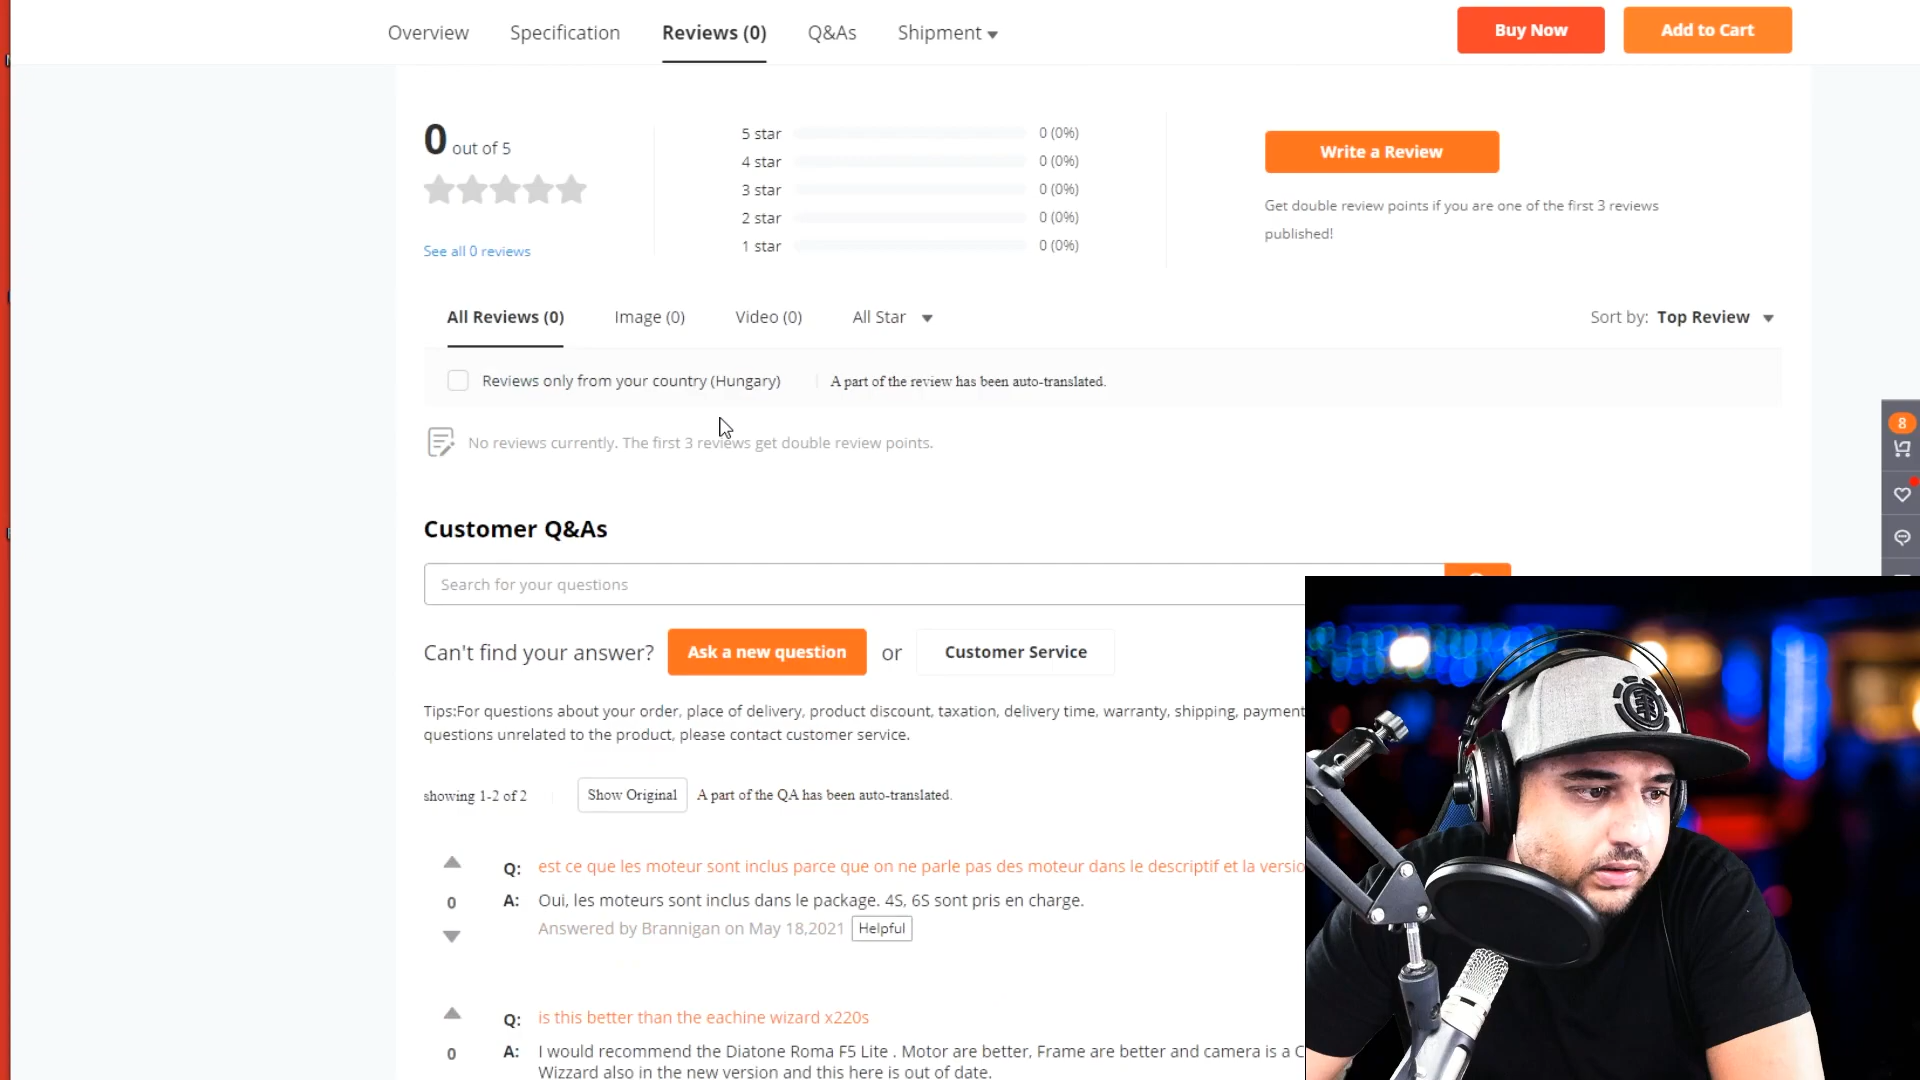 Overview Specification Reviews (0) Q&As Shipment Buy Now Add to Cart
0 out of 5
See all 0 reviews
5 star 0 (0%)
4 star 0 (0%)
3 star 0 (0%)
2 star 0 (0%)
1 star 0 (0%)
Write a Review
Get double review points if you are one of the first 3 reviews
published!
All Reviews (0) Image (0) Video (0) All Star Sort by: Top Review
Reviews only from your country (Hungary) A part of the review has been auto-translated.
No reviews currently. The first 3 reviews get double review points.
8
Customer Q&As
Search for your questions
Can't find your answer? Ask a new question or Customer Service
Tips:For questions about your order, place of delivery, product discount, taxation, delivery time, warranty, shipping, payment
questions unrelated to the product, please contact customer service.
showing 1-2 of 2 Show Original A part of the QA has been auto-translated.
Q: est ce que les moteur sont inclus parce que on ne parle pas des moteur dans le descriptif et la versio
0 A: Oui, les moteurs sont inclus dans le package. 4S, 6S sont pris en charge.
Answered by Brannigan on May 18,2021 Helpful
Q: is this better than the eachine wizard x220s
0 A: I would recommend the Diatone Roma F5 Lite . Motor are better, Frame are better and camera is a C
Wizzard also in the new version and this here is out of date.